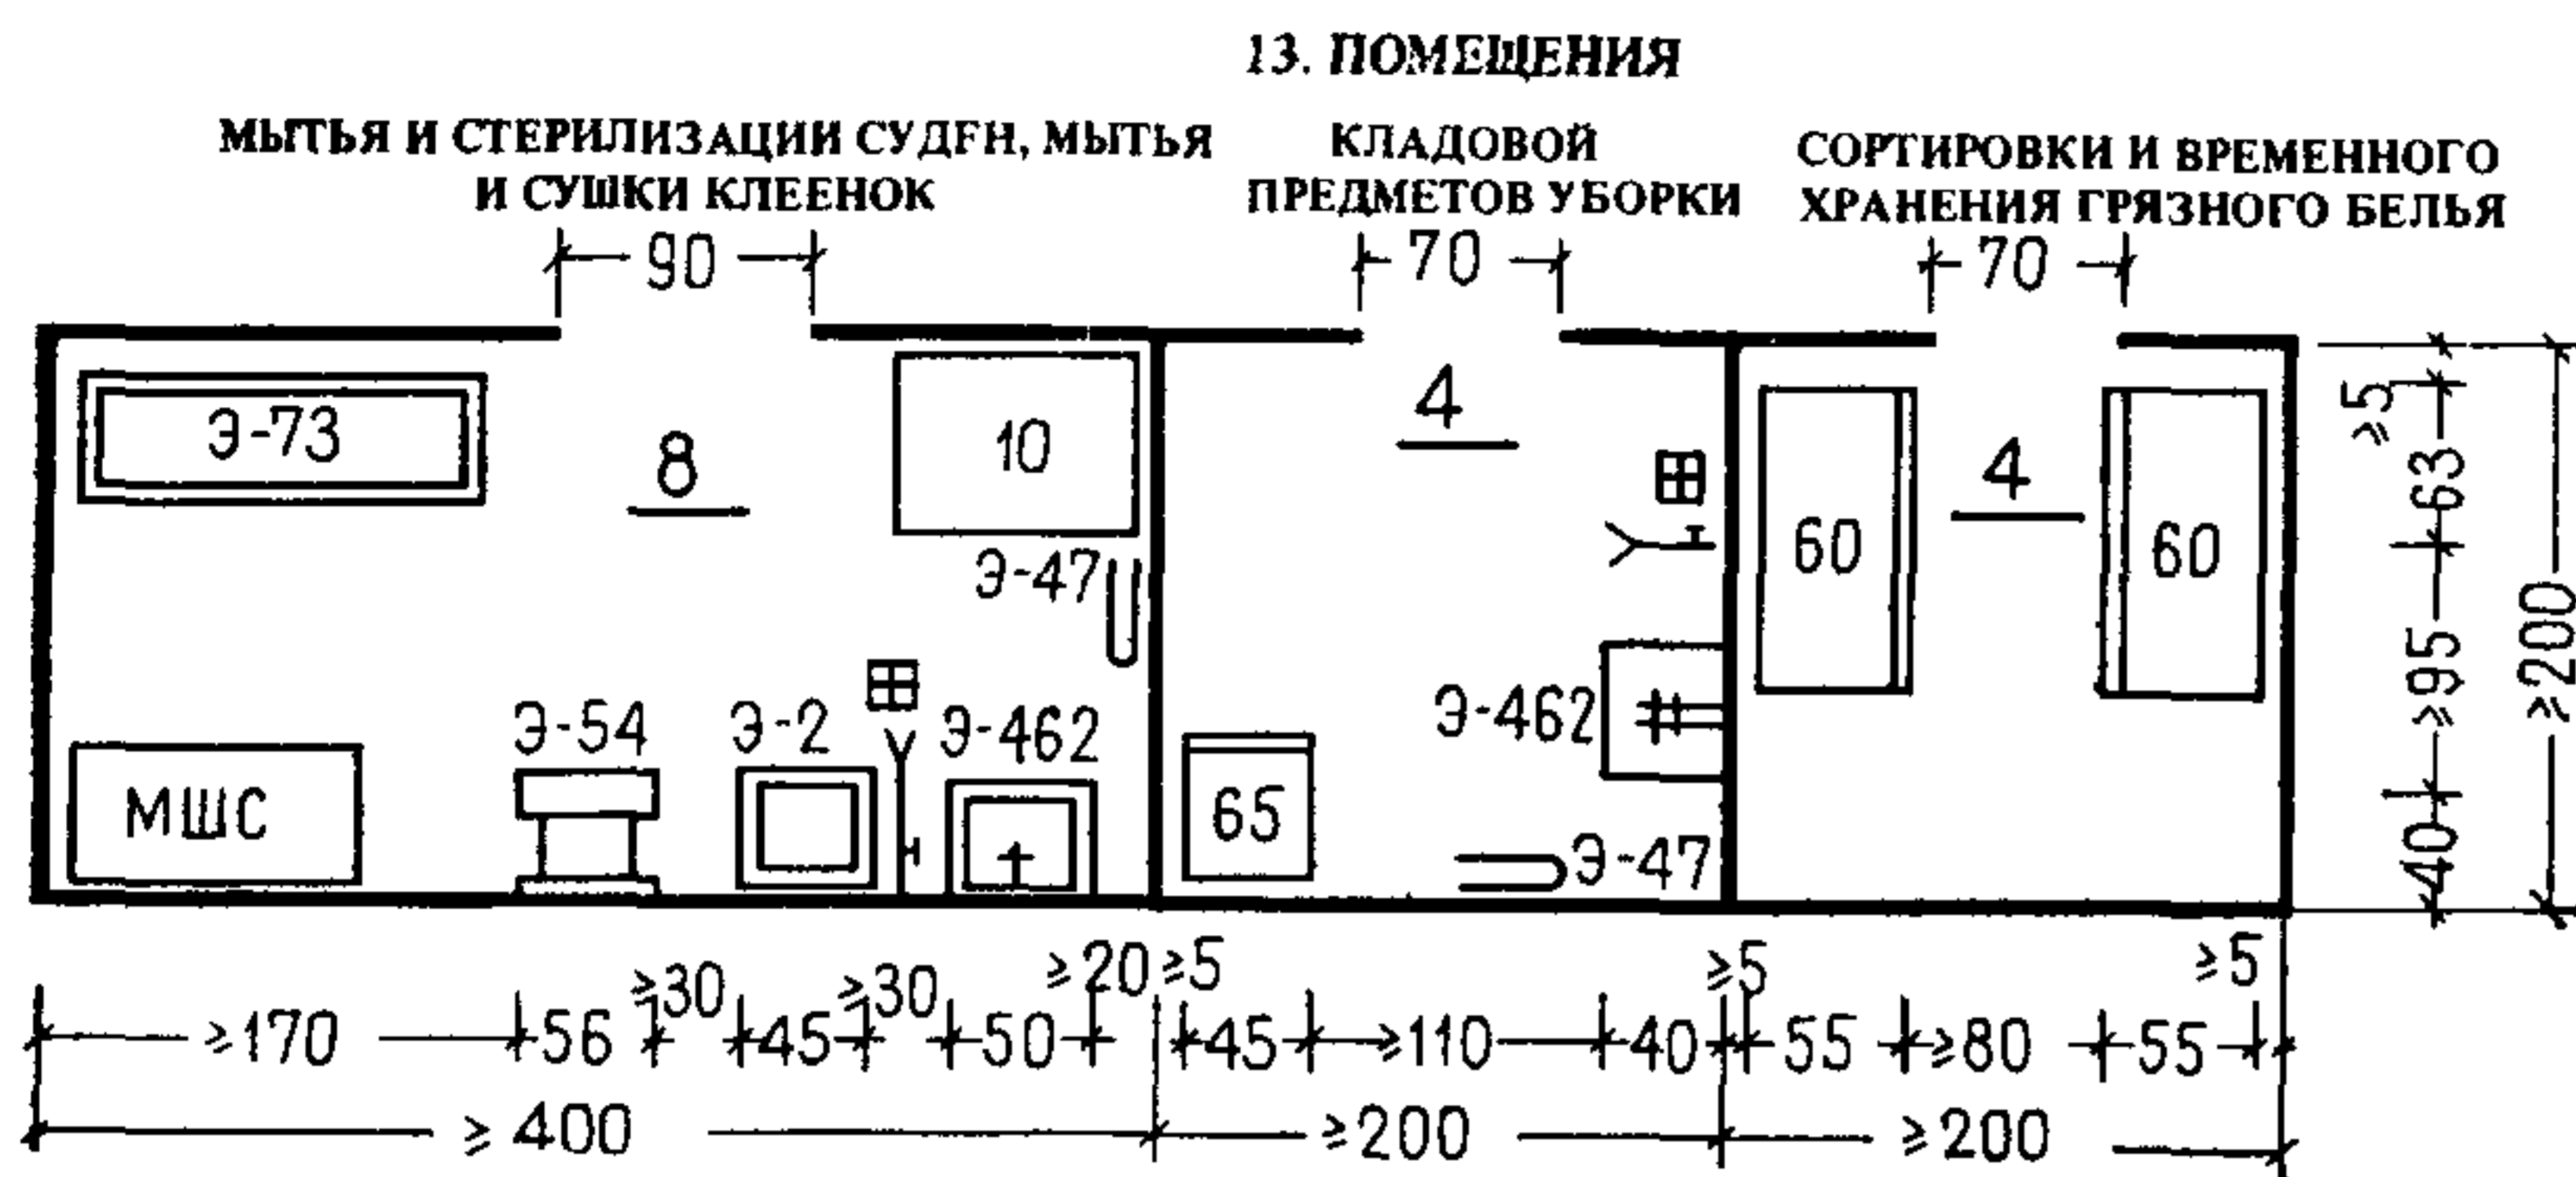 13. ПОМЕЩЕНИЯ
МЫТЬЯ И СТЕРИЛИЗАЦИИ СУДЕН, МЫТЬЯ
И СУШКИ КЛЕЕНОК
КЛАДОВОЙ
ПРЕДМЕТОВ УБОРКИ
СОРТИРОВКИ И ВРЕМЕННОГО
ХРАНЕНИЯ ГРЯЗНОГО БЕЛЬЯ
90
70
70
Э-73
8
10
Э-47
МШС
Э-54
Э-2
Э-462
4
Э-462
65
Э-47
60
4
60
≥5
63
≥95
40
≥200
≥30
≥30
≥20
≥5
≥5
≥5
≥170
56
45
50
45
≥110
40
55
≥80
55
≥400
≥200
≥200